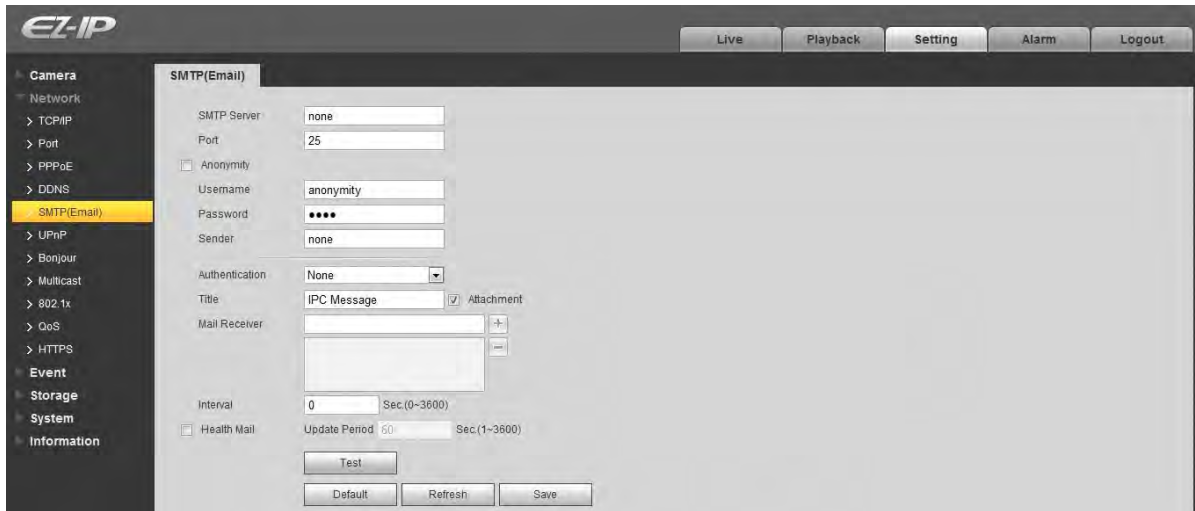 EZ-IP
Live Playback Setting Alarm Logout
Camera
Network
TCP/IP
Port
PPPoE
DDNS
SMTP(Email)
UPnP
Bonjour
Multicast
802.1x
QoS
HTTPS
Event
Storage
System
Information
SMTP(Email)
SMTP Server none
Port 25
Anonymity
Username anonymity
Password ••••
Sender none
Authentication None
Title IPC Message Attachment
Mail Receiver +
−
Interval 0 Sec.(0~3600)
Health Mail Update Period 60 Sec.(1~3600)
Test
Default Refresh Save